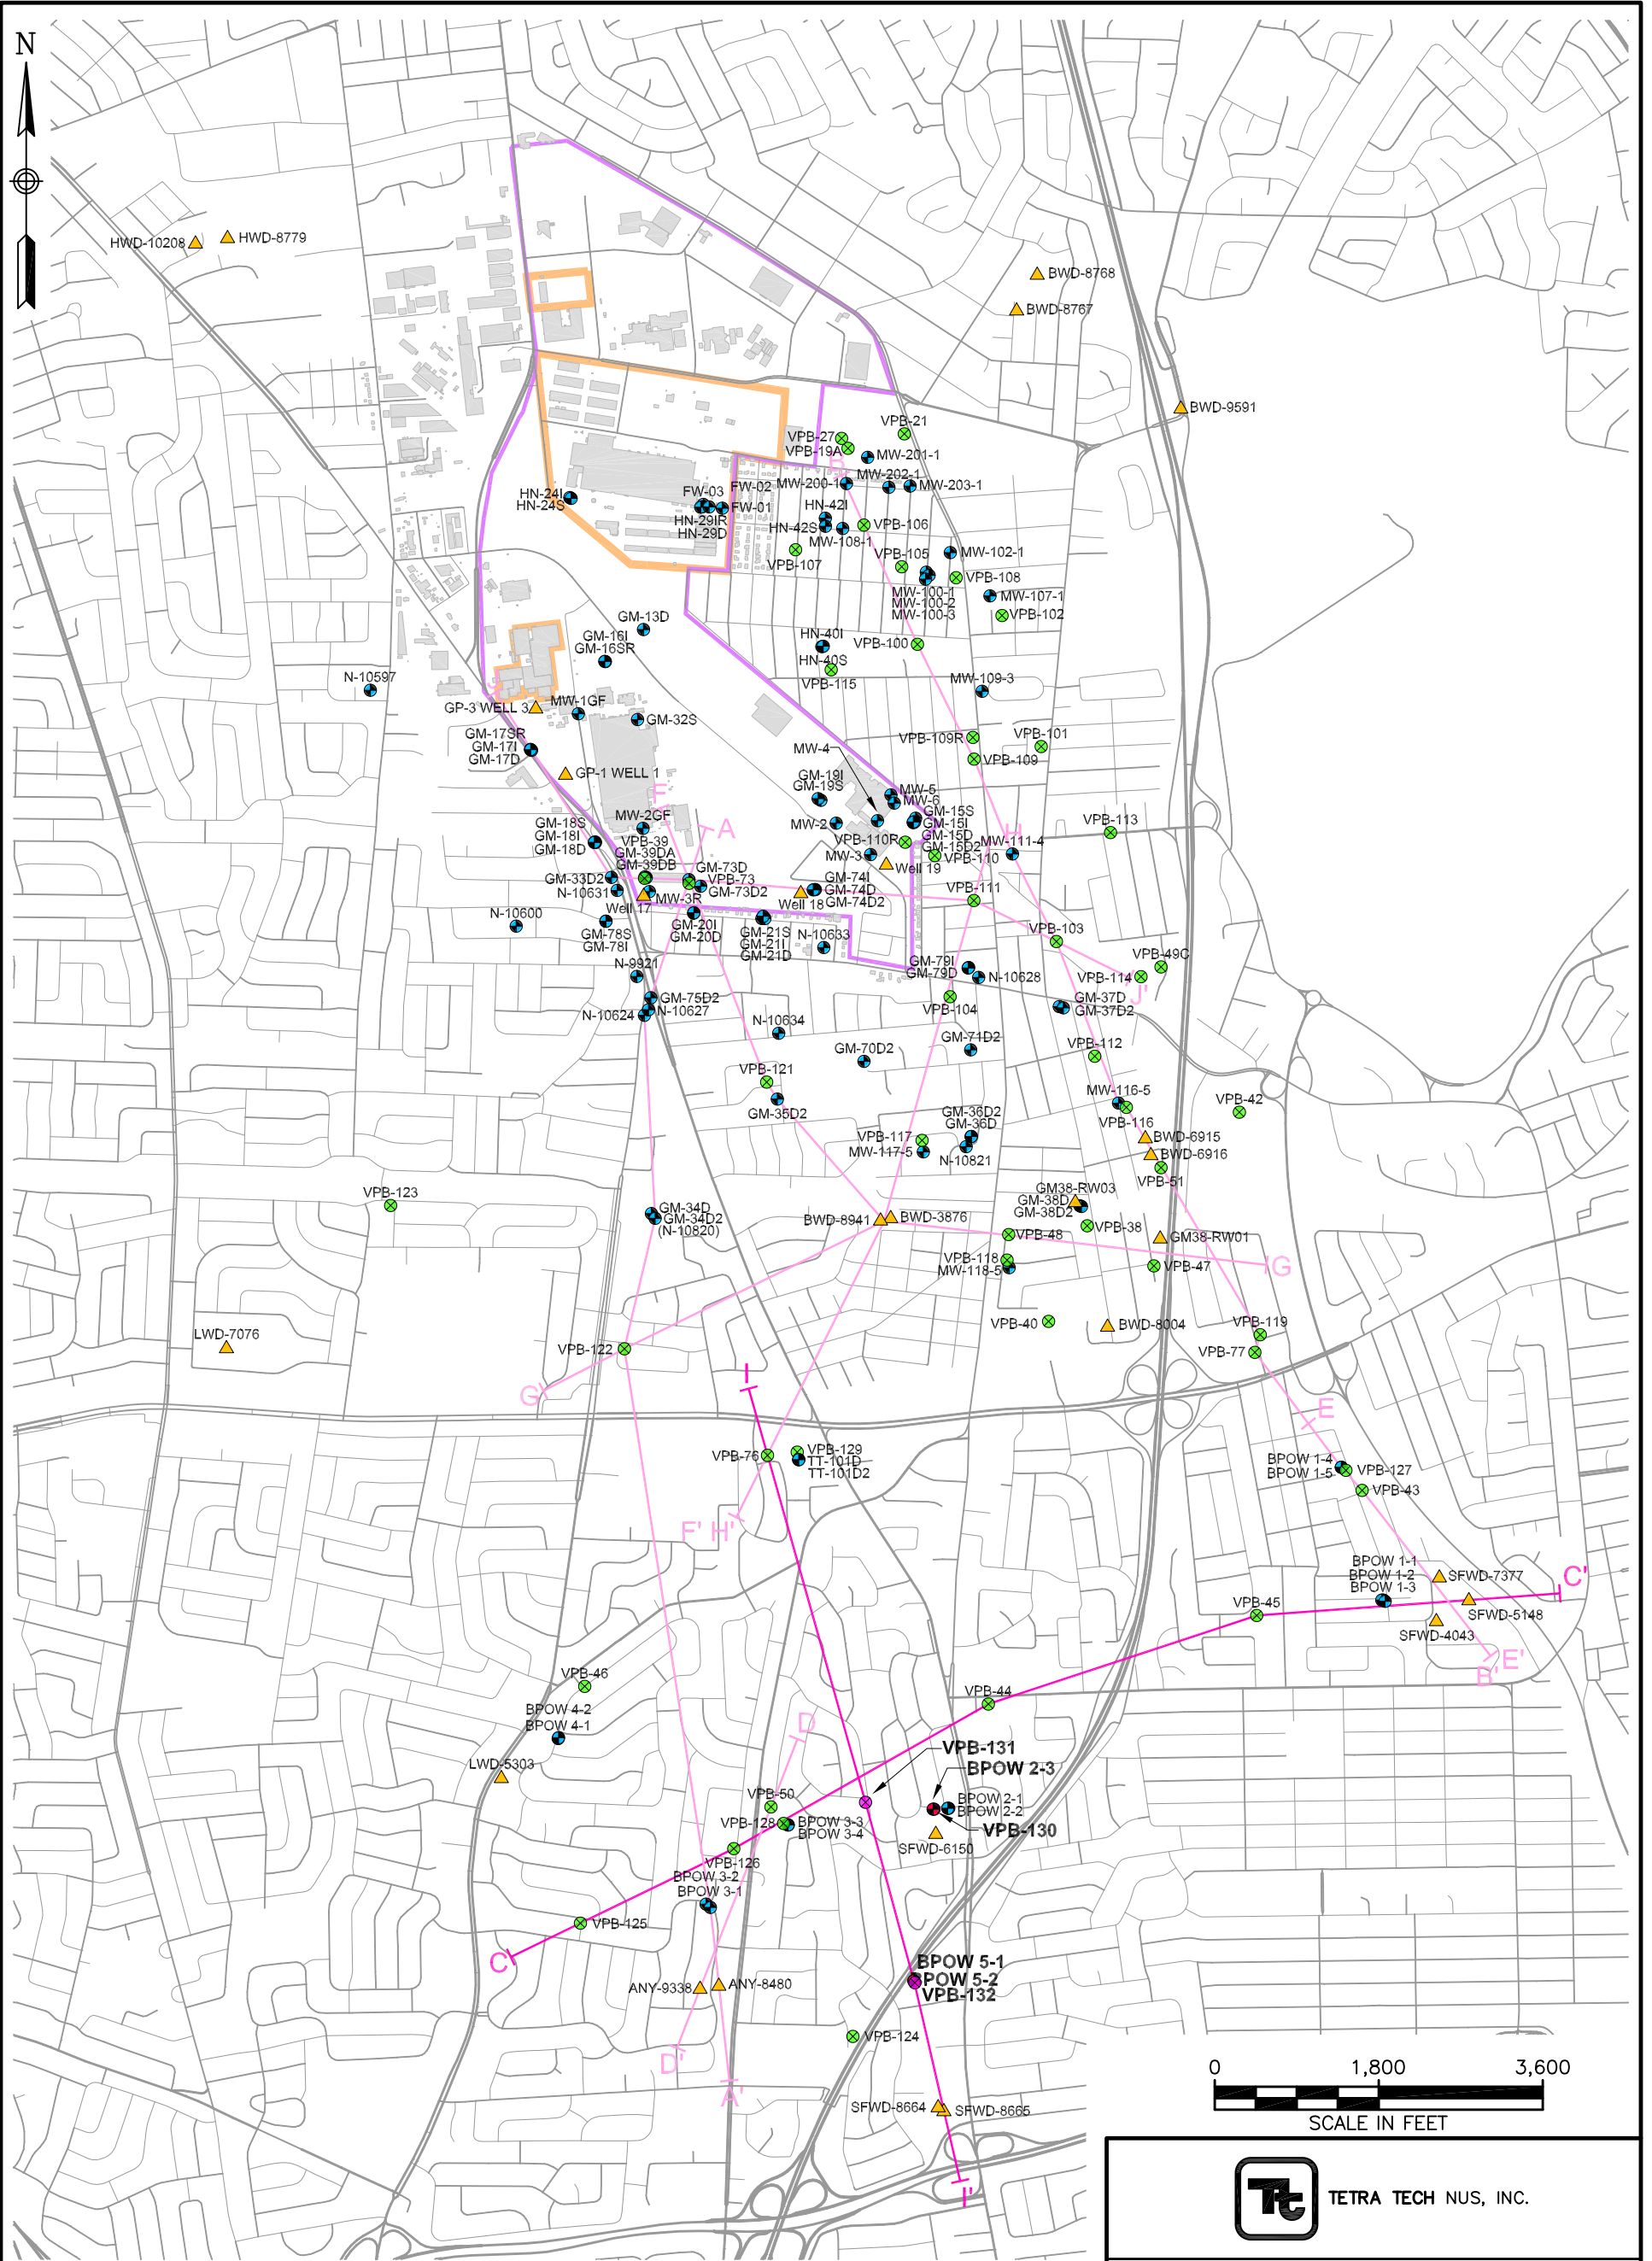 N
HWD-10208
HWD-8779
BWD-8768
BWD-8767
BWD-9591
VPB-21
VPB-27
VPB-19A
MW-201-1
B
MW-202-1
MW-200-1
MW-203-1
HN-24I
HN-24S
FW-03
FW-02
FW-01
HN-29IR
HN-29D
HN-42I
HN-42S
VPB-106
MW-108-1
VPB-107
VPB-105
MW-102-1
VPB-108
MW-100-1
MW-100-2
MW-100-3
MW-107-1
VPB-102
GM-13D
GM-16I
GM-16SR
HN-40I
HN-40S
VPB-100
VPB-115
MW-109-3
N-10597
GP-3 WELL 3
MW-1GF
GM-32S
GM-17SR
GM-17I
GM-17D
VPB-109R
VPB-101
VPB-109
MW-4
GP-1 WELL 1
GM-19I
GM-19S
MW-5
MW-6
F
A
GM-15S
GM-15I
GM-15D
GM-15D2
MW-2GF
GM-18S
GM-18I
GM-18D
VPB-39
GM-39DA
GM-39DB
MW-2
VPB-110R
VPB-110
H
MW-111-4
VPB-113
MW-3
Well 19
GM-33D2
N-10631
GM-73D
VPB-73
GM-73D2
GM-74I
GM-74D
GM-74D2
MW-3R
Well 17
Well 18
VPB-111
N-10600
GM-78S
GM-78I
GM-20I
GM-20D
GM-21S
GM-21I
GM-21D
N-10633
VPB-103
VPB-49C
N-9921
GM-79I
GM-79D
N-10628
VPB-114
J'
GM-75D2
N-10627
N-10624
VPB-104
GM-37D
GM-37D2
N-10634
GM-70D2
GM-71D2
VPB-112
VPB-121
GM-35D2
MW-116-5
VPB-116
VPB-42
GM-36D2
GM-36D
VPB-117
MW-117-5
N-10821
BWD-6915
BWD-6916
VPB-51
VPB-123
GM38-RW03
GM-38D
GM-38D2
GM-34D
GM-34D2
(N-10820)
BWD-8941
BWD-3876
VPB-48
VPB-38
GM38-RW01
VPB-118
MW-118-5
VPB-47
G
LWD-7076
VPB-40
BWD-8004
VPB-119
VPB-122
VPB-77
G'
I
E
VPB-76
VPB-129
TT-101D
TT-101D2
BPOW 1-4
BPOW 1-5
VPB-127
VPB-43
F'
H'
BPOW 1-1
BPOW 1-2
BPOW 1-3
SFWD-7377
C'
VPB-45
SFWD-5148
SFWD-4043
E'
B'
VPB-46
VPB-44
BPOW 4-2
BPOW 4-1
D
VPB-131
BPOW 2-3
LWD-5303
VPB-50
BPOW 2-1
BPOW 2-2
VPB-128
BPOW 3-3
BPOW 3-4
VPB-130
SFWD-6150
VPB-126
BPOW 3-2
BPOW 3-1
VPB-125
C
BPOW 5-1
BPOW 5-2
VPB-132
ANY-9338
ANY-8480
VPB-124
D'
A'
SFWD-8664
SFWD-8665
I'
0 1,800 3,600
SCALE IN FEET
Tt
TETRA TECH NUS, INC.